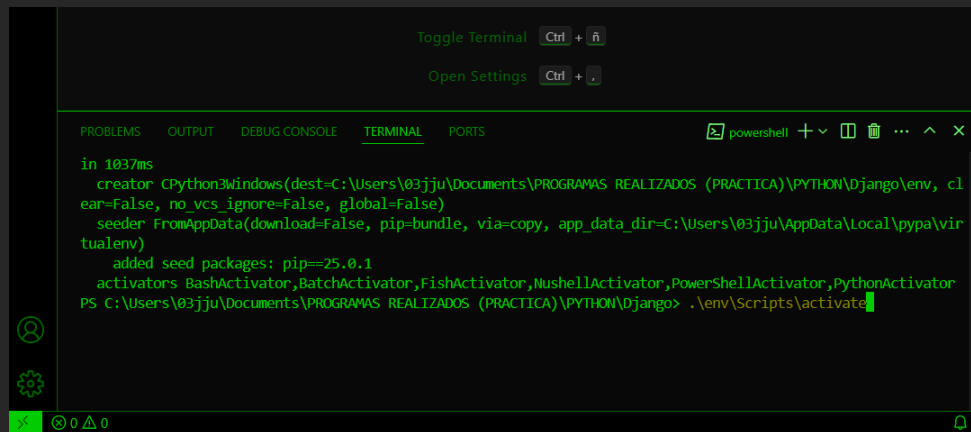 Toggle Terminal Ctrl + ñ
Open Settings Ctrl + ,
PROBLEMS OUTPUT DEBUG CONSOLE TERMINAL PORTS powershell
in 1037ms
  creator CPython3Windows(dest=C:\Users\03jju\Documents\PROGRAMAS REALIZADOS (PRACTICA)\PYTHON\Django\env, cl
ear=False, no_vcs_ignore=False, global=False)
  seeder FromAppData(download=False, pip=bundle, via=copy, app_data_dir=C:\Users\03jju\AppData\Local\pypa\vir
tualenv)
    added seed packages: pip==25.0.1
  activators BashActivator,BatchActivator,FishActivator,NushellActivator,PowerShellActivator,PythonActivator
PS C:\Users\03jju\Documents\PROGRAMAS REALIZADOS (PRACTICA)\PYTHON\Django> .\env\Scripts\activate
0 0